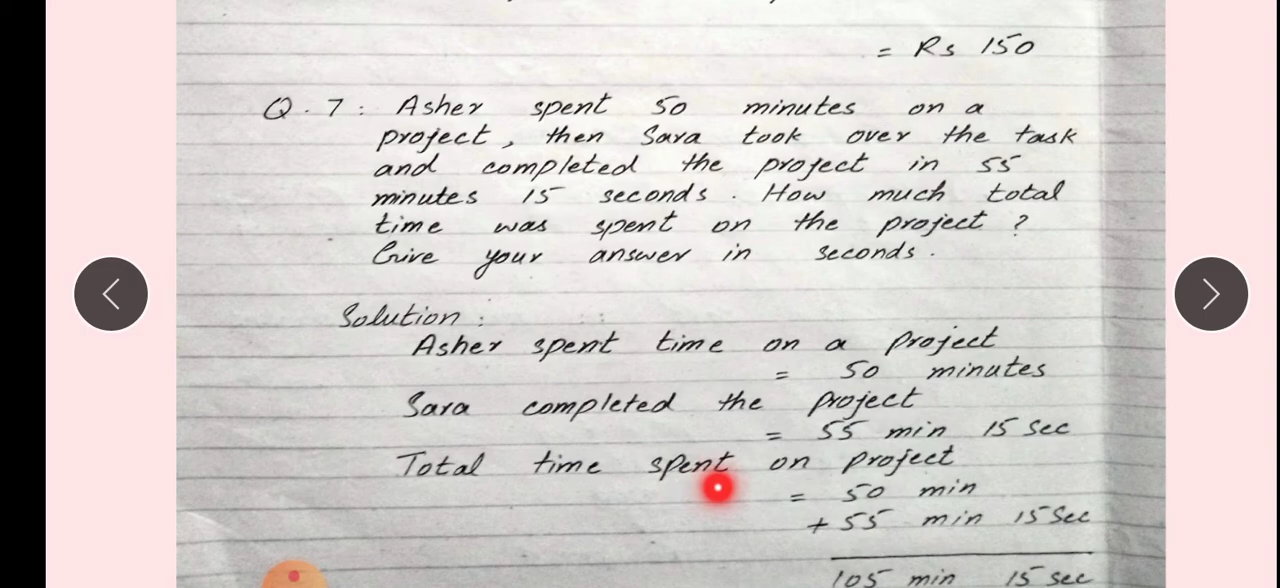 = Rs 150
Q.7: Asher spent 50 minutes on a
project, then Sara took over the task
and completed the project in 55
minutes 15 seconds. How much total
time was spent on the project?
Give your answer in seconds.
Solution:
Asher spent time on a project
= 50 minutes
Sara completed the project
= 55 min 15 sec
Total time spent on project
= 50 min
+ 55 min 15 sec
105 min 15 sec